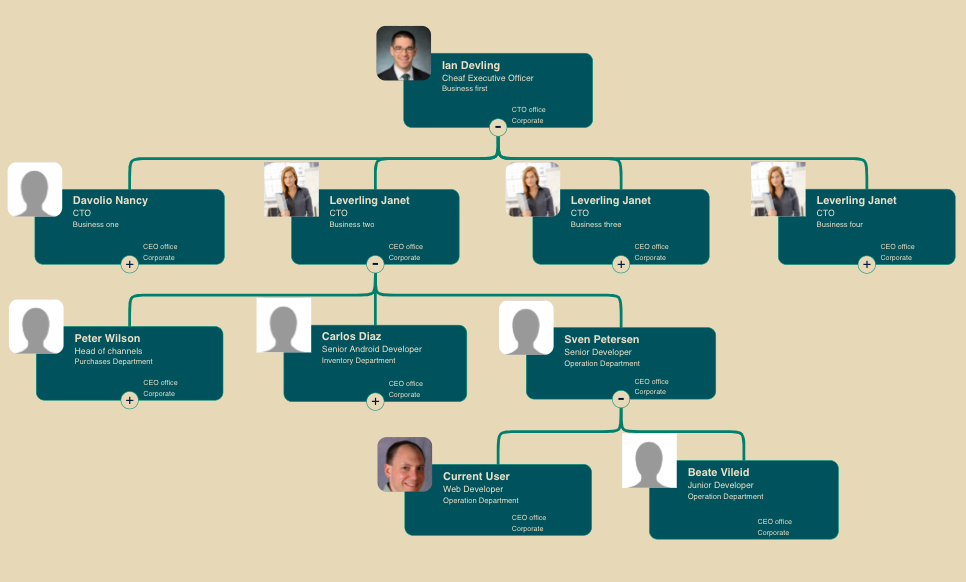 Ian Devling
Cheaf Executive Officer
Business first
CTO office
Corporate
−
Davolio Nancy
CTO
Business one
CEO office
Corporate
+
Leverling Janet
CTO
Business two
CEO office
Corporate
−
Leverling Janet
CTO
Business three
CEO office
Corporate
+
Leverling Janet
CTO
Business four
CEO office
Corporate
+
Peter Wilson
Head of channels
Purchases Department
CEO office
Corporate
+
Carlos Diaz
Senior Android Developer
Inventory Department
CEO office
Corporate
+
Sven Petersen
Senior Developer
Operation Department
CEO office
Corporate
−
Current User
Web Developer
Operation Department
CEO office
Corporate
Beate Vileid
Junior Developer
Operation Department
CEO office
Corporate